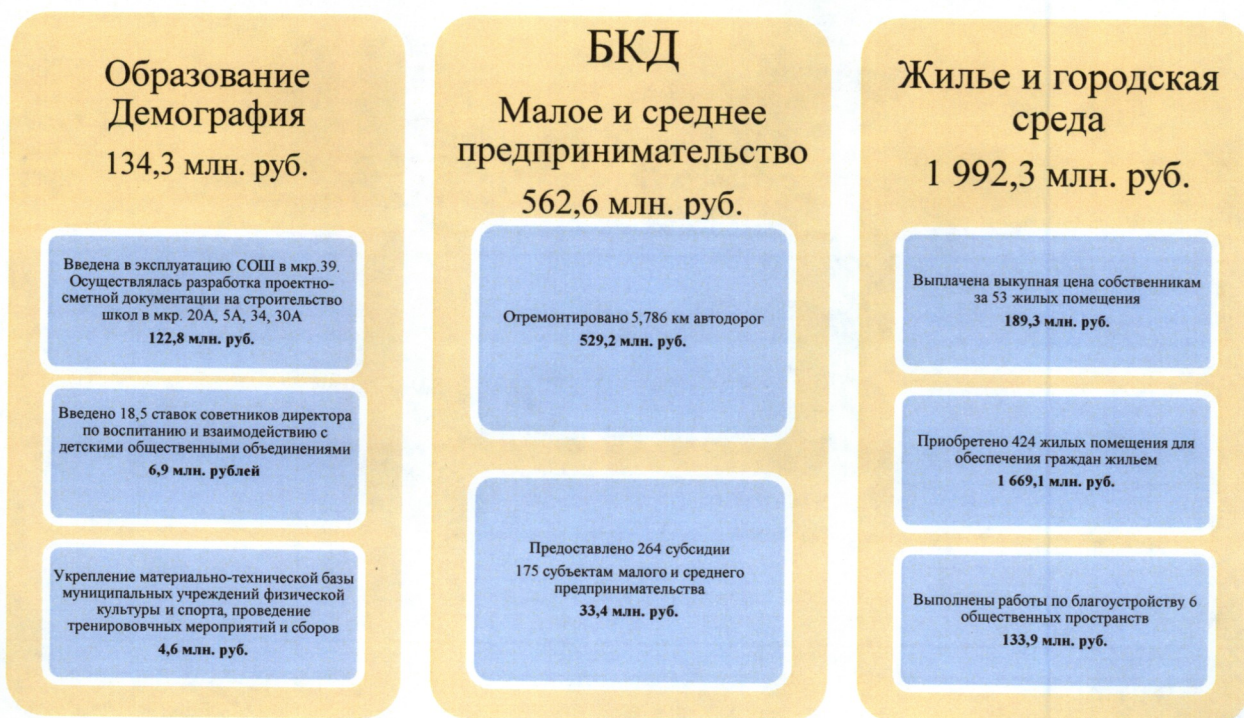 Образование
Демография
134,3 млн. руб.
Введена в эксплуатацию СОШ в мкр.39.
Осуществлялась разработка проектно-
сметной документации на строительство
школ в мкр. 20А, 5А, 34, 30А
122,8 млн. руб.
Введено 18,5 ставок советников директора
по воспитанию и взаимодействию с
детскими общественными объединениями
6,9 млн. рублей
Укрепление материально-технической базы
муниципальных учреждений физической
культуры и спорта, проведение
тренировочных мероприятий и сборов
4,6 млн. руб.
БКД
Малое и среднее
предпринимательство
562,6 млн. руб.
Отремонтировано 5,786 км автодорог
529,2 млн. руб.
Предоставлено 264 субсидии
175 субъектам малого и среднего
предпринимательства
33,4 млн. руб.
Жилье и городская
среда
1 992,3 млн. руб.
Выплачена выкупная цена собственникам
за 53 жилых помещения
189,3 млн. руб.
Приобретено 424 жилых помещения для
обеспечения граждан жильем
1 669,1 млн. руб.
Выполнены работы по благоустройству 6
общественных пространств
133,9 млн. руб.